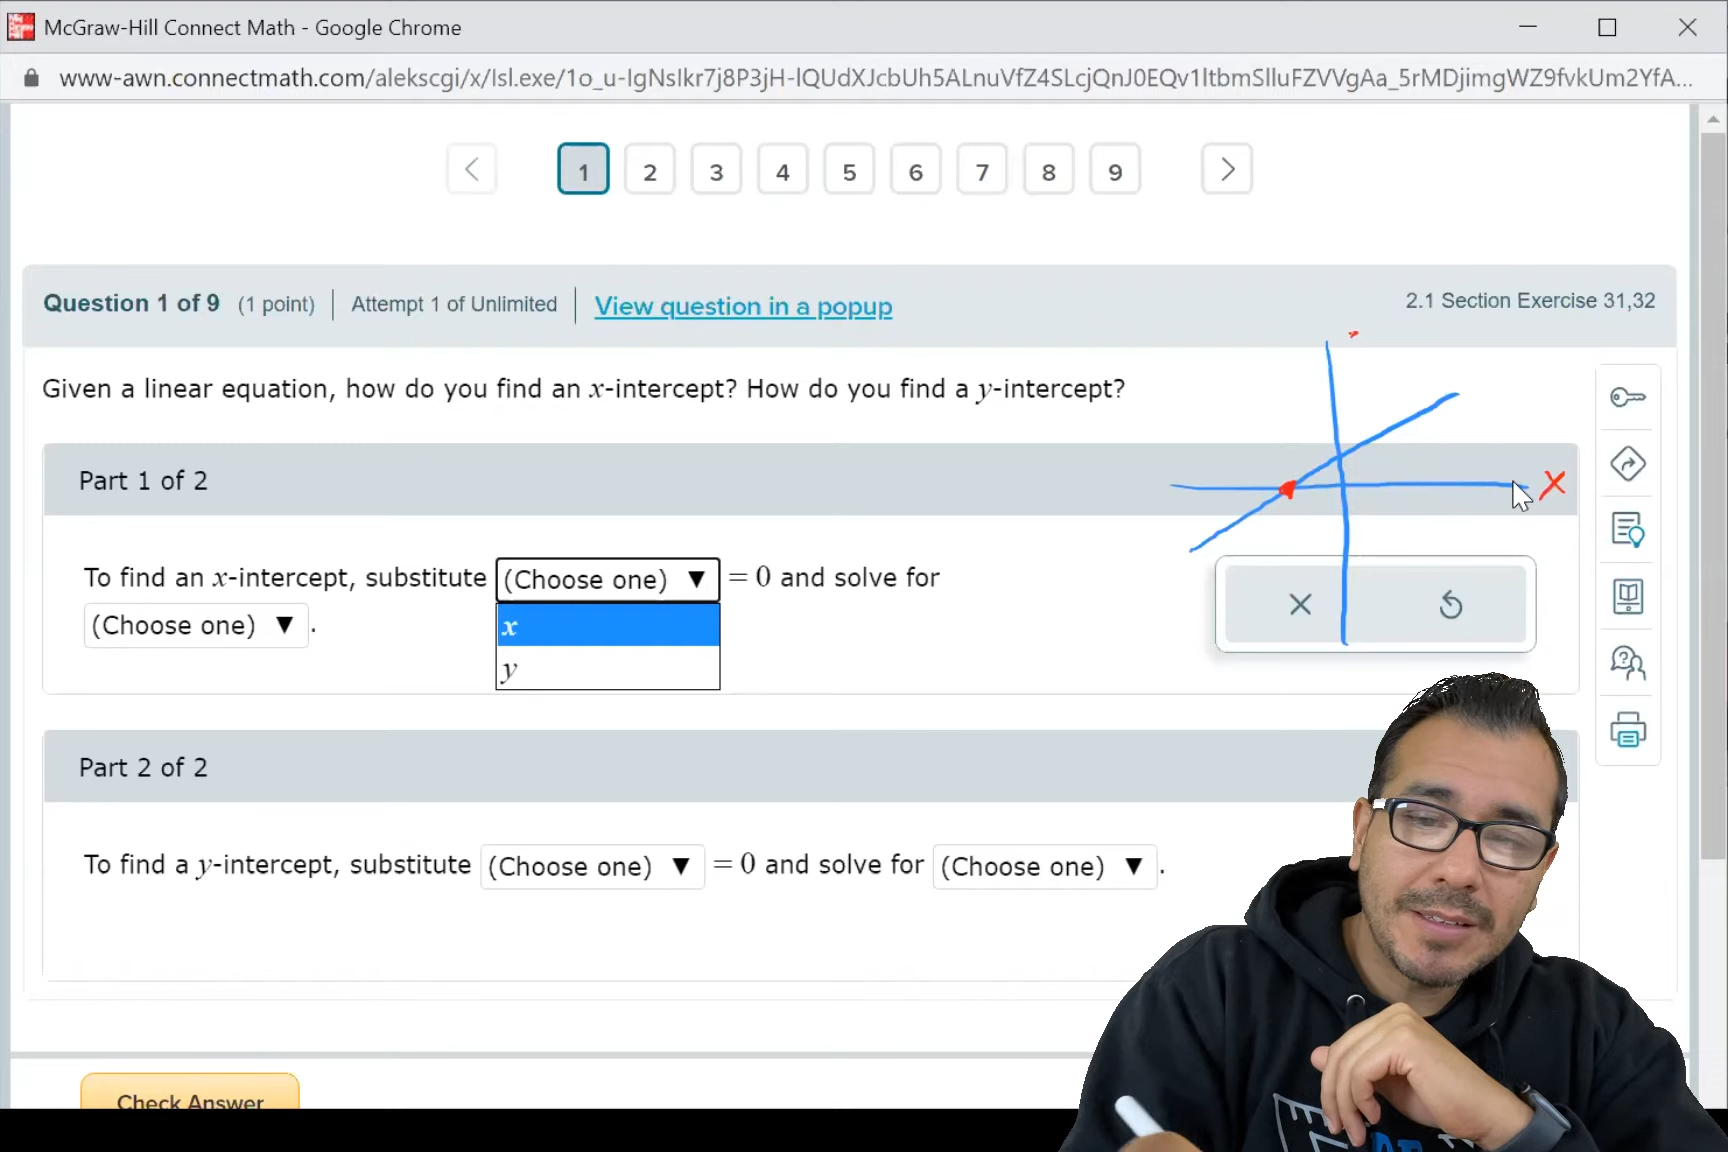 McGraw-Hill Connect Math - Google Chrome
www-awn.connectmath.com/alekscgi/x/Isl.exe/1o_u-IgNsIkr7j8P3jH-lQUdXJcbUh5ALnuVfZ4SLcjQnJ0EQv1ltbmSlluFZVVgAa_5rMDjimgWZ9fvkUm2YfA...
1 2 3 4 5 6 7 8 9
Question 1 of 9 (1 point) Attempt 1 of Unlimited View question in a popup 2.1 Section Exercise 31,32
Given a linear equation, how do you find an x-intercept? How do you find a y-intercept?
Part 1 of 2
X
To find an x-intercept, substitute (Choose one) ▼ = 0 and solve for
(Choose one) ▼ .
x
y
Part 2 of 2
To find a y-intercept, substitute (Choose one) ▼ = 0 and solve for (Choose one) ▼ .
Check Answer